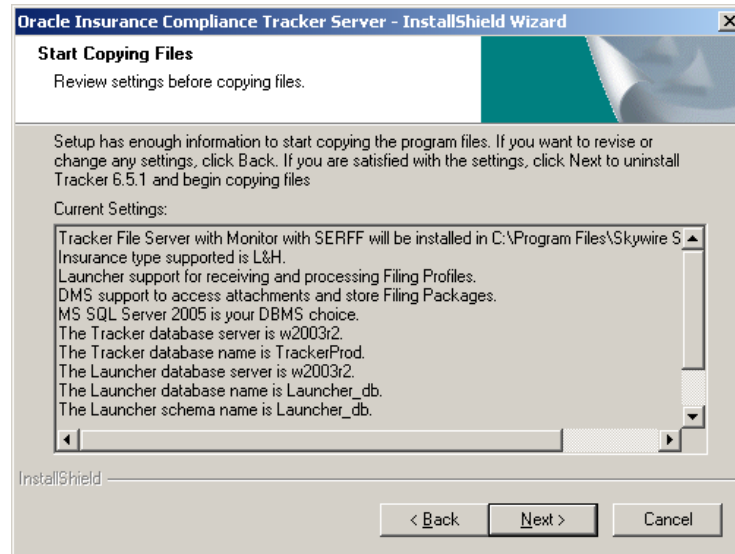 Oracle Insurance Compliance Tracker Server - InstallShield Wizard
Start Copying Files
Review settings before copying files.
Setup has enough information to start copying the program files. If you want to revise or
change any settings, click Back. If you are satisfied with the settings, click Next to uninstall
Tracker 6.5.1 and begin copying files
Current Settings:
Tracker File Server with Monitor with SERFF will be installed in C:\Program Files\Skywire S
Insurance type supported is L&H.
Launcher support for receiving and processing Filing Profiles.
DMS support to access attachments and store Filing Packages.
MS SQL Server 2005 is your DBMS choice.
The Tracker database server is w2003r2.
The Tracker database name is TrackerProd.
The Launcher database server is w2003r2.
The Launcher database name is Launcher_db.
The Launcher schema name is Launcher_db.
InstallShield
< Back Next > Cancel